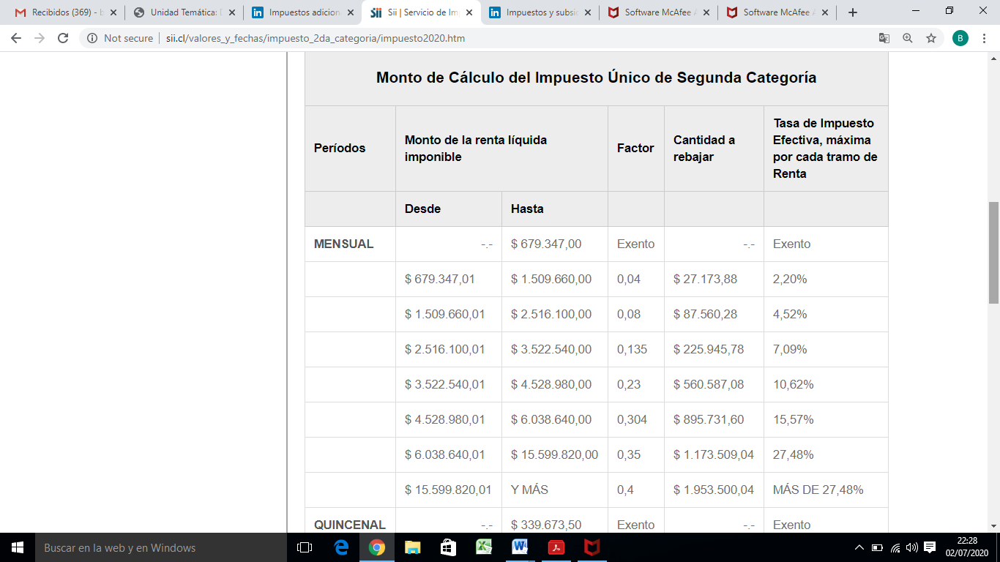 Recibidos (369) - b
Unidad Temática: D
Impuestos adicion
Sii | Servicio de Im
Impuestos y subsi
Software McAfee A
Software McAfee A
Not secure
sii.cl/valores_y_fechas/impuesto_2da_categoria/impuesto2020.htm
B
Monto de Cálculo del Impuesto Único de Segunda Categoría
Períodos
Monto de la renta líquida
imponible
Factor
Cantidad a
rebajar
Tasa de Impuesto
Efectiva, máxima
por cada tramo de
Renta
Desde Hasta
MENSUAL -.- $ 679.347,00 Exento -.- Exento
$ 679.347,01 $ 1.509.660,00 0,04 $ 27.173,88 2,20%
$ 1.509.660,01 $ 2.516.100,00 0,08 $ 87.560,28 4,52%
$ 2.516.100,01 $ 3.522.540,00 0,135 $ 225.945,78 7,09%
$ 3.522.540,01 $ 4.528.980,00 0,23 $ 560.587,08 10,62%
$ 4.528.980,01 $ 6.038.640,00 0,304 $ 895.731,60 15,57%
$ 6.038.640,01 $ 15.599.820,00 0,35 $ 1.173.509,04 27,48%
$ 15.599.820,01 Y MÁS 0,4 $ 1.953.500,04 MÁS DE 27,48%
QUINCENAL -.- $ 339.673,50 Exento -.- Exento
Buscar en la web y en Windows
22:28
02/07/2020